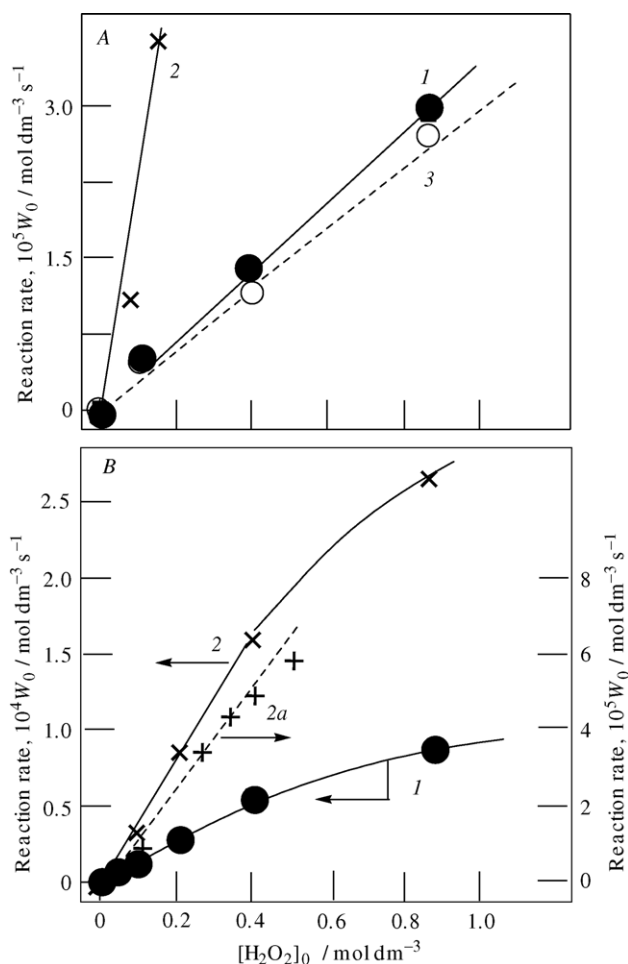 A
2
1
3
3.0
1.5
0
Reaction rate, 10⁵W₀ / mol dm⁻³ s⁻¹
B
2
2a
1
2.5
2.0
1.5
1.0
0.5
0
Reaction rate, 10⁴W₀ / mol dm⁻³ s⁻¹
8
6
4
2
0
Reaction rate, 10⁵W₀ / mol dm⁻³ s⁻¹
0 0.2 0.4 0.6 0.8 1.0
[H₂O₂]₀ / mol dm⁻³